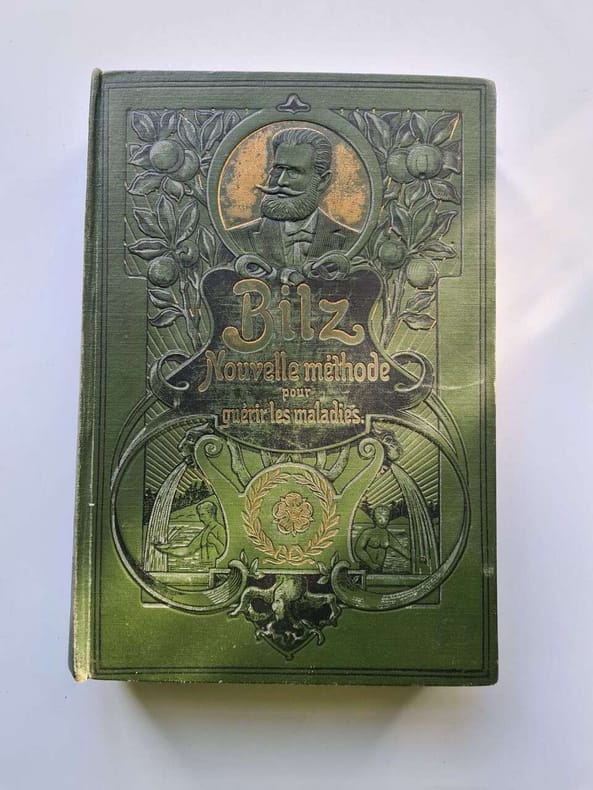 Bilz
Nouvelle méthode
pour
guérir les maladies.